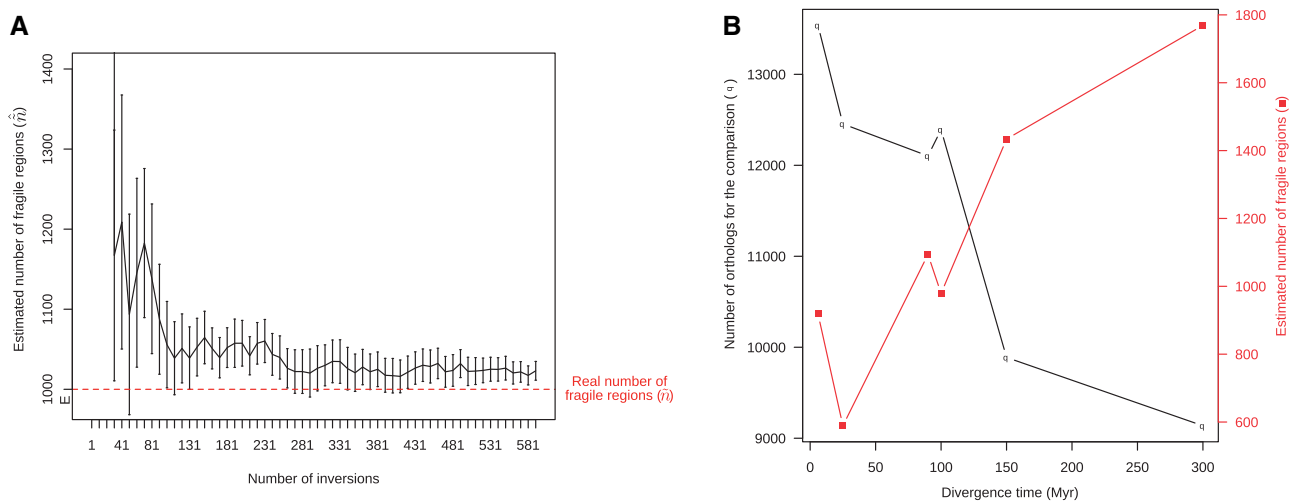 A
Estimated number of fragile regions (n̂̃)
1400
1300
1200
1100
1000
E
1 41 81 131 181 231 281 331 381 431 481 531 581
Number of inversions
Real number of
fragile regions (ñ)
B
Number of orthologs for the comparison ( q )
13000
12000
11000
10000
9000
q
q
q
q
q
q
0 50 100 150 200 250 300
Divergence time (Myr)
1800
1600
1400
1200
1000
800
600
Estimated number of fragile regions ( )